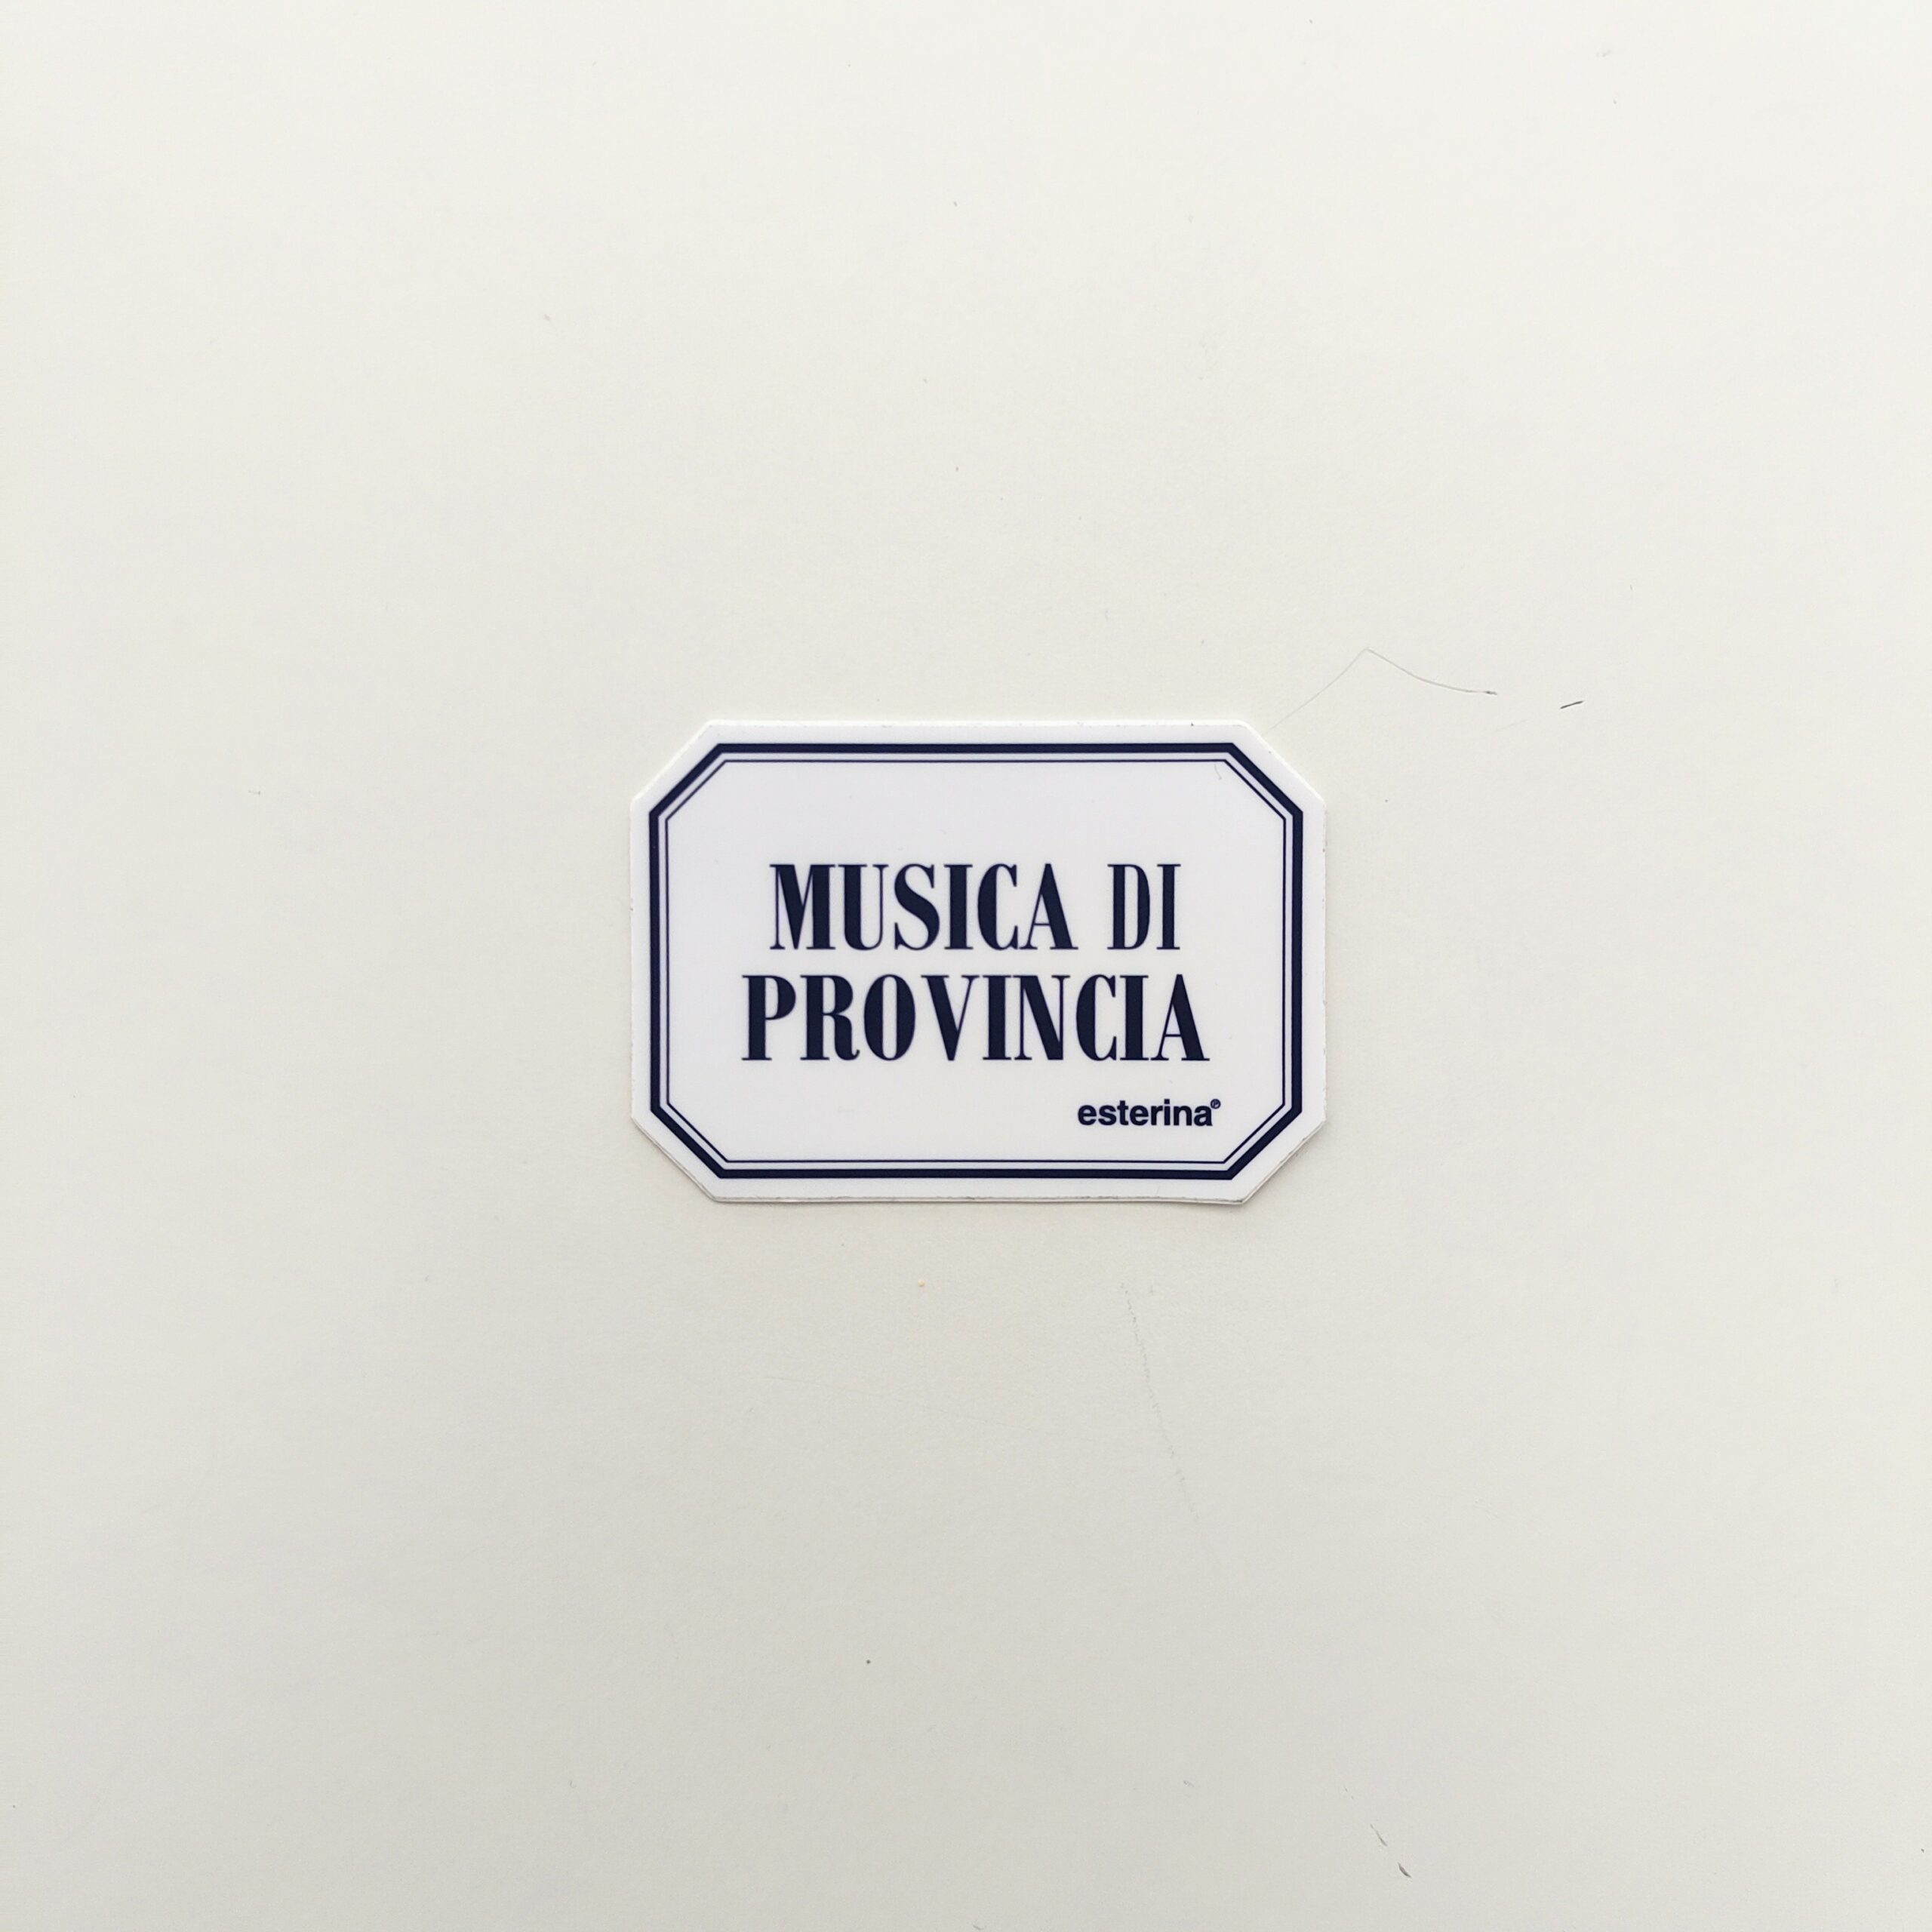 MUSICA DI
PROVINCIA
esterina℗